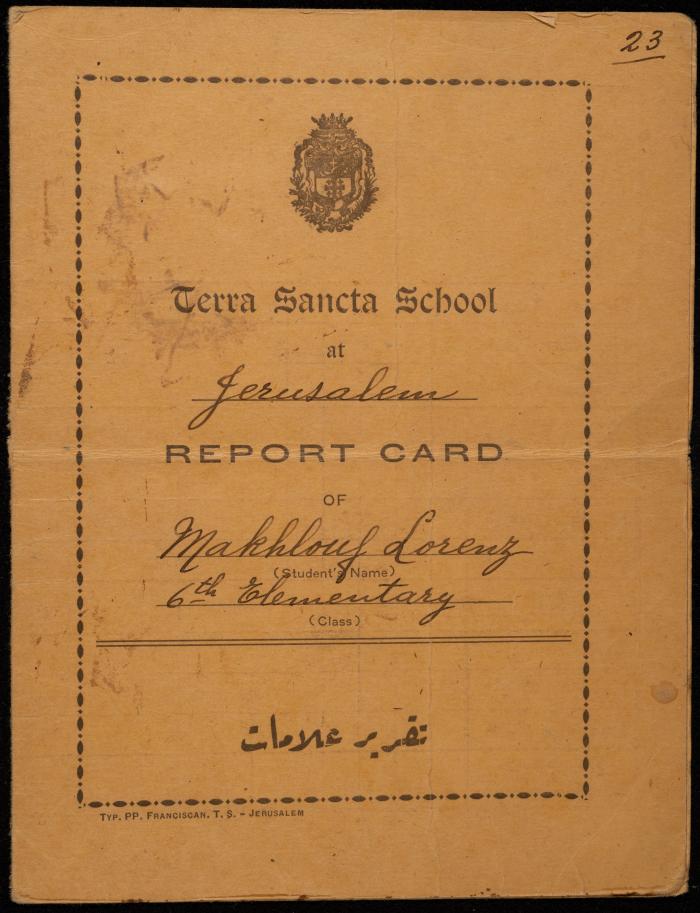 23
Terra Sancta School
at
Jerusalem
REPORT CARD
OF
Makhlouf Lorenz
(Student's Name)
6th Elementary
(Class)
تقرير علامات
TYP. PP. FRANCISCAN. T. S. - JERUSALEM